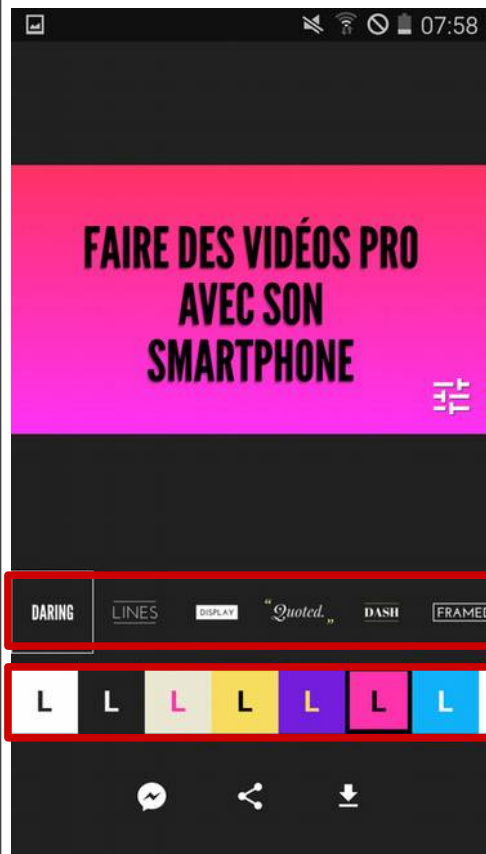 07:58
FAIRE DES VIDÉOS PRO
AVEC SON
SMARTPHONE
DARING LINES DISPLAY “Quoted.„ DASH FRAMED
L L L L L L L